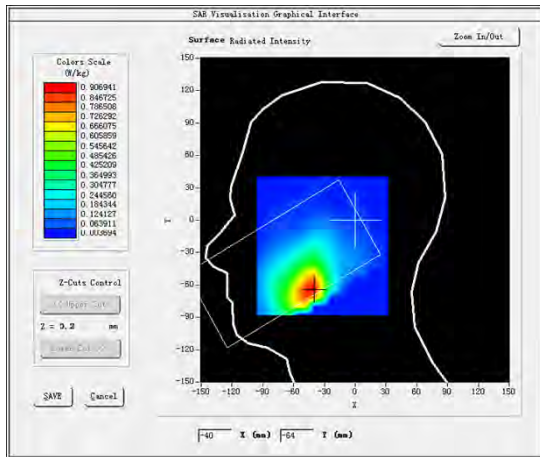 SAR Visualisation Graphical Interface
Surface Radiated Intensity
Zoom In/Out
Colors Scale
(W/kg)
0.906941
0.846725
0.786508
0.726292
0.666075
0.605859
0.545642
0.485426
0.425209
0.364993
0.304777
0.244560
0.184344
0.124127
0.063911
0.003694
150
120
90
60
30
0
-30
-60
-90
-120
-150
Y
-150 -120 -90 -60 -30 0 30 60 90 120 150
X
Z-Cuts Control
Z = 0.2 mm
SAVE
Cancel
-40 X (mm) -64 Y (mm)